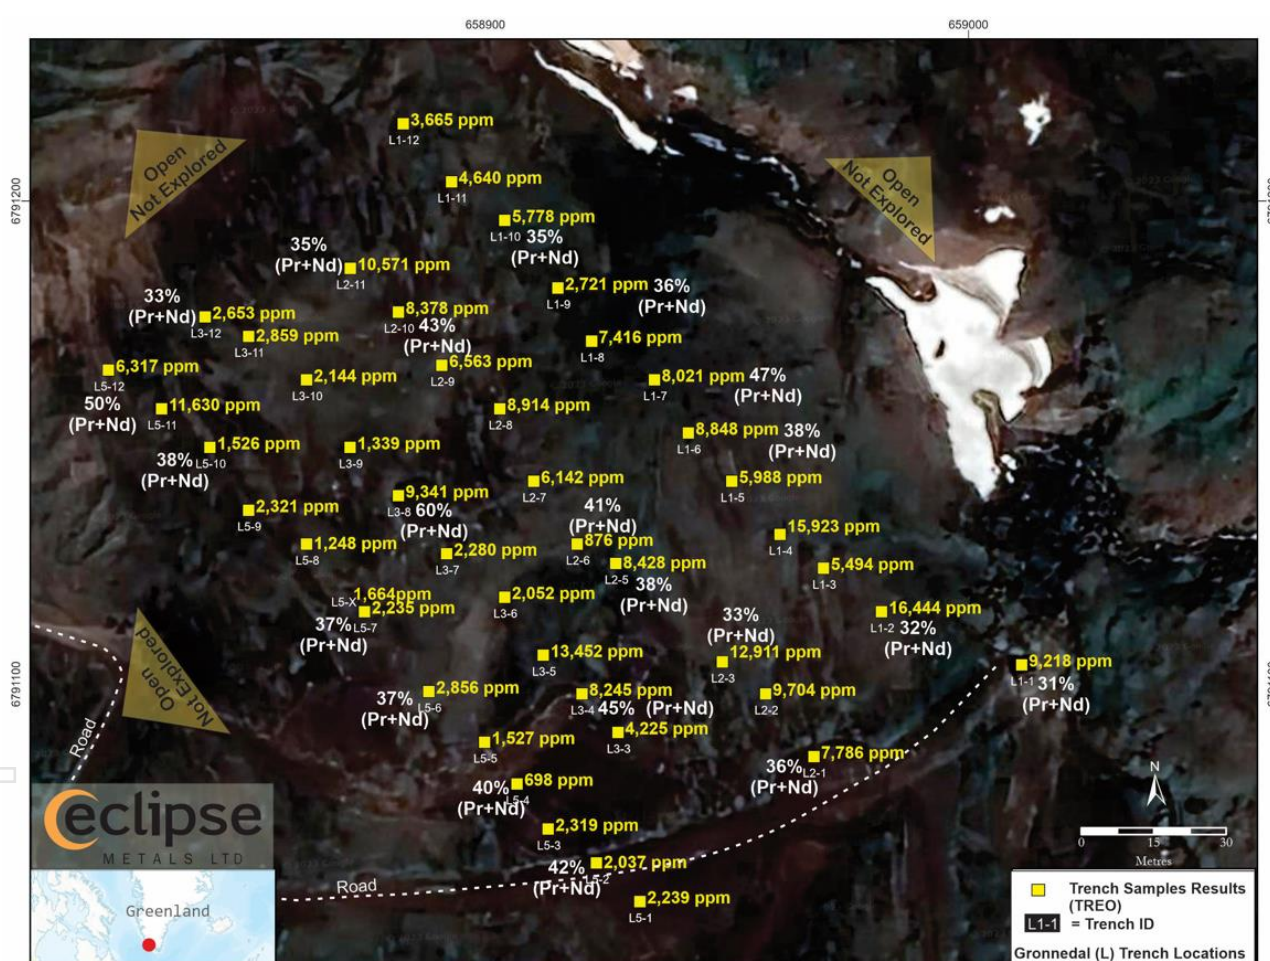 658900
659000
6791200
6791100
3,665 ppm
L1-12
Open
Not Explored
Open
Not Explored
4,640 ppm
L1-11
5,778 ppm
L1-10 35%
(Pr+Nd)
35%
(Pr+Nd)
10,571 ppm
L2-11
2,721 ppm
L1-9
36%
(Pr+Nd)
33%
(Pr+Nd)
2,653 ppm
L3-12
8,378 ppm
L2-10 43%
(Pr+Nd)
2,859 ppm
L3-11
7,416 ppm
L1-8
6,317 ppm
L5-12
50%
(Pr+Nd)
2,144 ppm
L3-10
6,563 ppm
L2-9
8,021 ppm
L1-7
47%
(Pr+Nd)
11,630 ppm
L5-11
8,914 ppm
L2-8
8,848 ppm
L1-6
38%
(Pr+Nd)
1,526 ppm
L5-10
38%
(Pr+Nd)
1,339 ppm
L3-9
6,142 ppm
L2-7
5,988 ppm
L1-5
9,341 ppm
L3-8 60%
(Pr+Nd)
2,321 ppm
L5-9
41%
(Pr+Nd)
876 ppm
L2-6
15,923 ppm
L1-4
1,248 ppm
L5-8
2,280 ppm
L3-7
8,428 ppm
L2-5
38%
(Pr+Nd)
5,494 ppm
L1-3
1,664ppm
L5-X
2,235 ppm
L5-7
37%
(Pr+Nd)
2,052 ppm
L3-6
16,444 ppm
L1-2
32%
(Pr+Nd)
33%
(Pr+Nd)
12,911 ppm
L2-3
13,452 ppm
L3-5
9,218 ppm
L1-1
31%
(Pr+Nd)
Open
Not Explored
2,856 ppm
L5-6
37%
(Pr+Nd)
8,245 ppm
L3-4 45% (Pr+Nd)
9,704 ppm
L2-2
4,225 ppm
L3-3
Road
1,527 ppm
L5-5
7,786 ppm
L2-1
36%
(Pr+Nd)
698 ppm
L5-4
40%
(Pr+Nd)
2,319 ppm
L5-3
2,037 ppm
42%
(Pr+Nd)
Road
2,239 ppm
L5-1
eclipse
METALS LTD
Greenland
N
0 15 30
Metres
Trench Samples Results
(TREO)
L1-1 = Trench ID
Gronnedal (L) Trench Locations